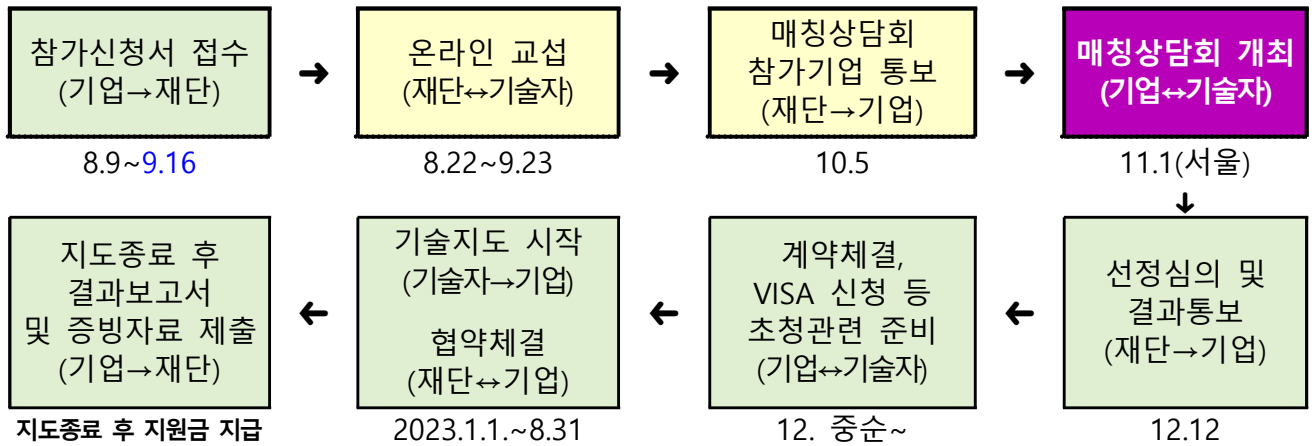 참가신청서 접수
(기업→재단)
8.9~9.16
➜
온라인 교섭
(재단↔기술자)
8.22~9.23
➜
매칭상담회
참가기업 통보
(재단→기업)
10.5
➜
매칭상담회 개최
(기업↔기술자)
11.1(서울)
↓
선정심의 및
결과통보
(재단→기업)
12.12
←
계약체결,
VISA 신청 등
초청관련 준비
(기업↔기술자)
12. 중순~
←
기술지도 시작
(기술자→기업)
협약체결
(재단↔기업)
2023.1.1.~8.31
←
지도종료 후
결과보고서
및 증빙자료 제출
(기업→재단)
지도종료 후 지원금 지급